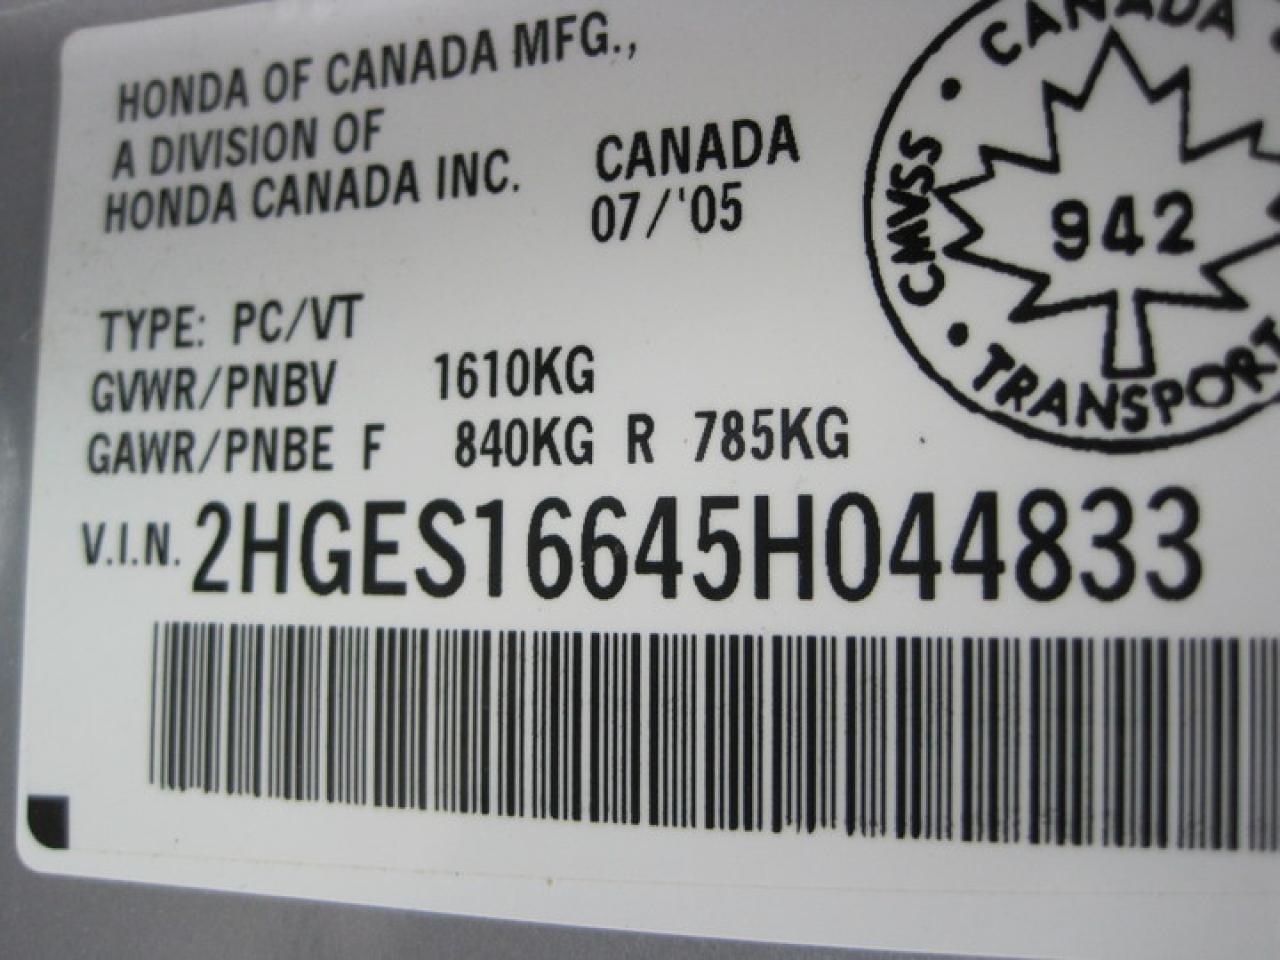 HONDA OF CANADA MFG.,
A DIVISION OF
HONDA CANADA INC.
CANADA
07/'05
TYPE: PC/VT
GVWR/PNBV 1610KG
GAWR/PNBE F 840KG R 785KG
V.I.N. 2HGES16645H044833
CANADA
CMVSS
942
TRANSPORT